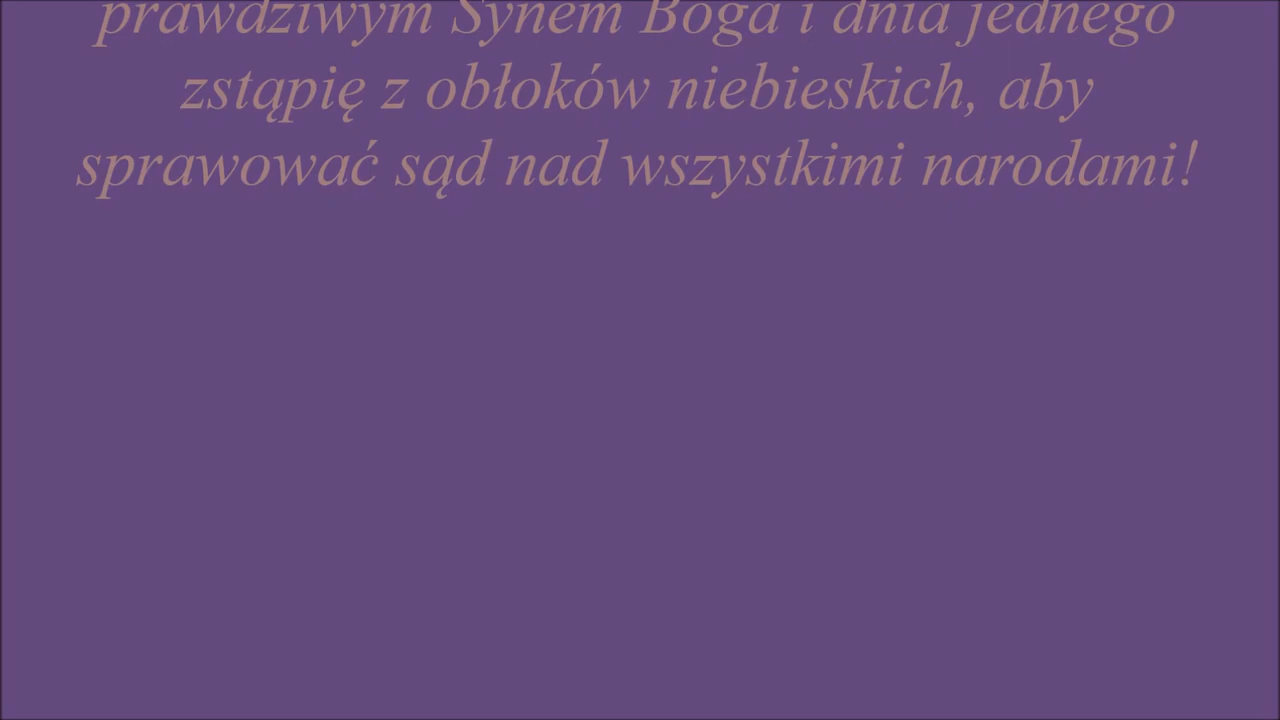 prawdziwym Synem Boga i dnia jednego
zstąpię z obłoków niebieskich, aby
sprawować sąd nad wszystkimi narodami!